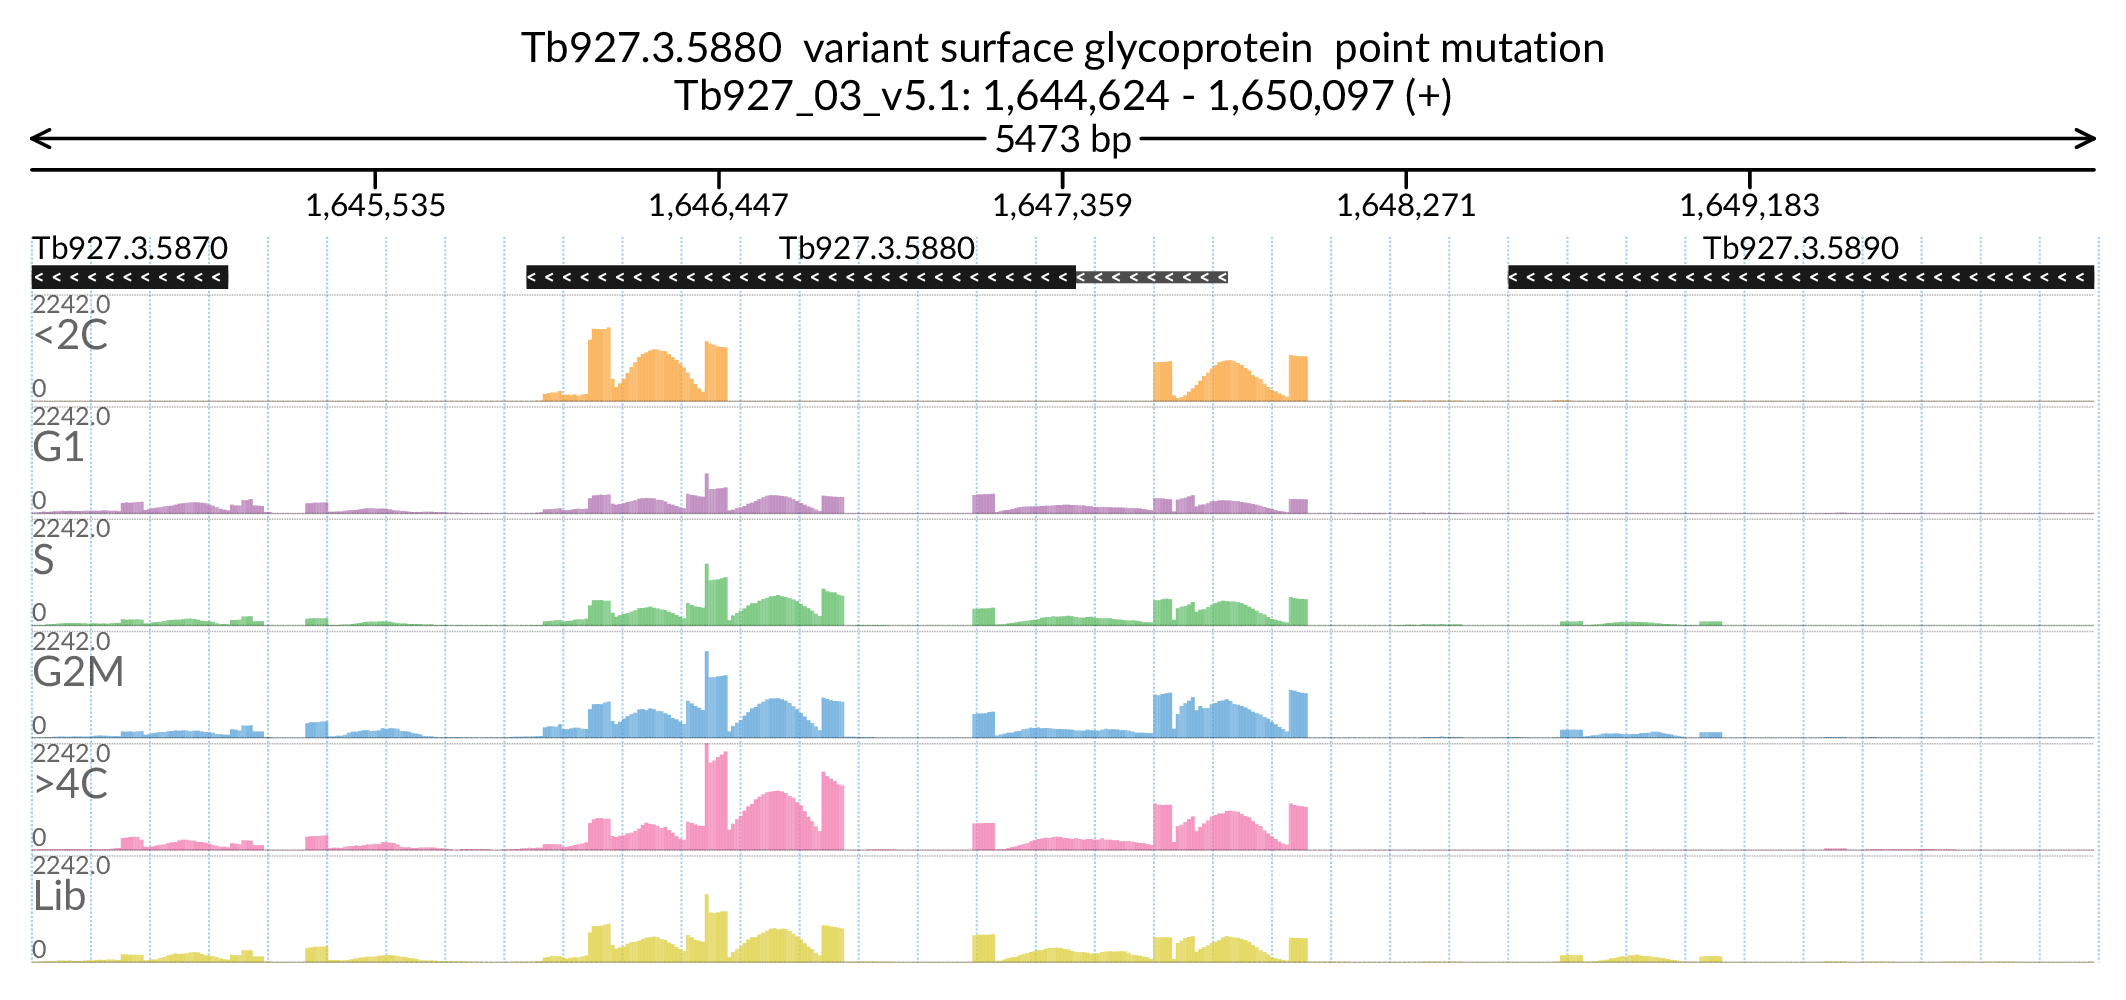 Tb927.3.5880 variant surface glycoprotein point mutation
Tb927_03_v5.1: 1,644,624 - 1,650,097 (+)
5473 bp
1,645,535 1,646,447 1,647,359 1,648,271 1,649,183
Tb927.3.5870 Tb927.3.5880 Tb927.3.5890
2242.0
<2C
0
2242.0
G1
0
2242.0
S
0
2242.0
G2M
0
2242.0
>4C
0
2242.0
Lib
0